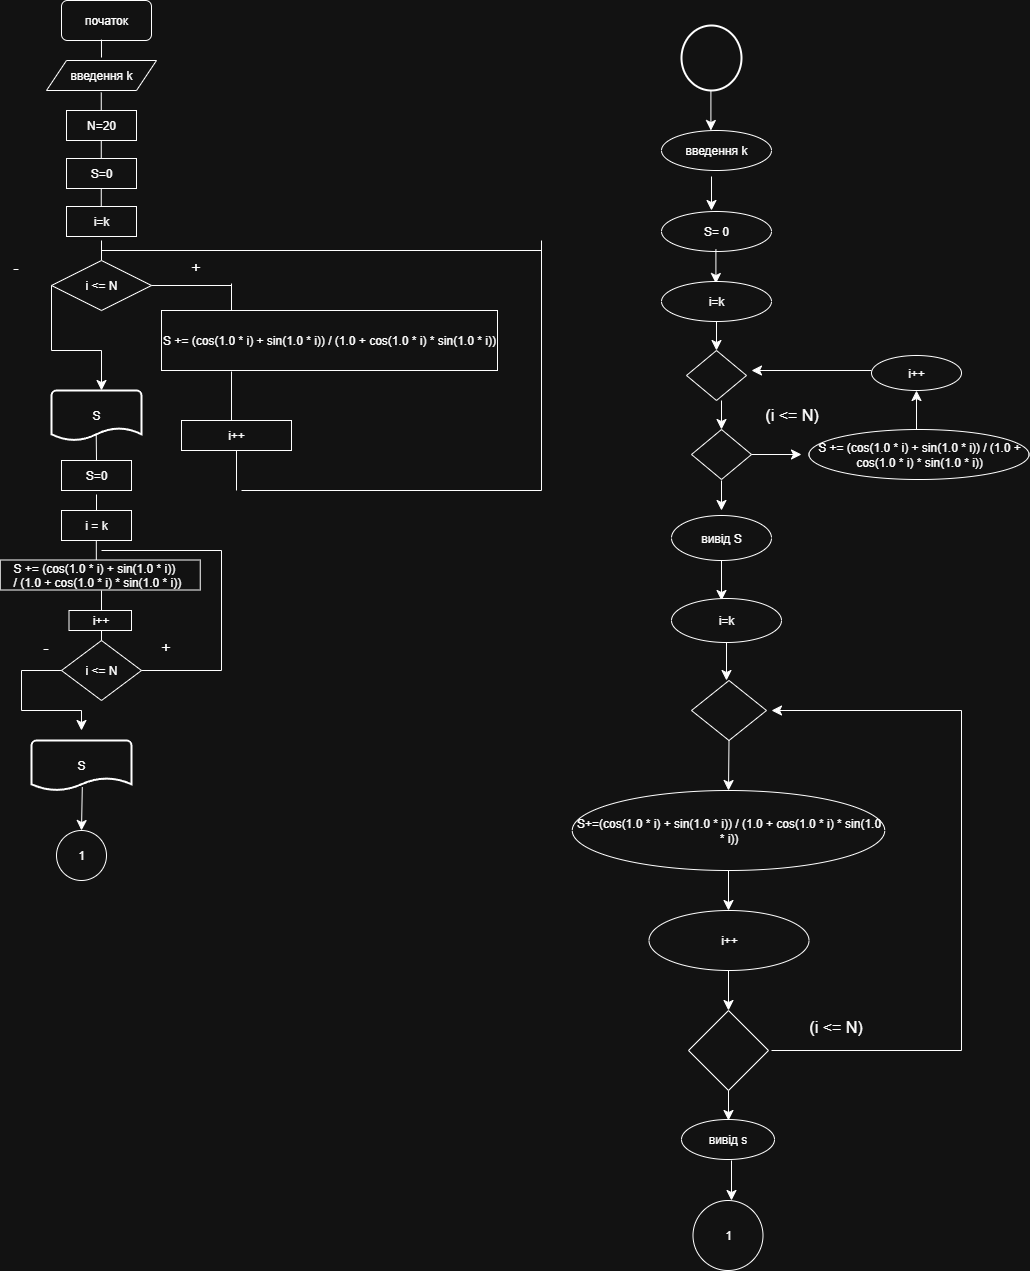 початок
введення k
N=20
S=0
i=k
-
+
i <= N
S += (cos(1.0 * i) + sin(1.0 * i)) / (1.0 + cos(1.0 * i) * sin(1.0 * i))
S
i++
S=0
i = k
S += (cos(1.0 * i) + sin(1.0 * i))
/ (1.0 + cos(1.0 * i) * sin(1.0 * i))
i++
-
+
i <= N
S
1
введення k
S= 0
i=k
i++
(i <= N)
S += (cos(1.0 * i) + sin(1.0 * i)) / (1.0 +
cos(1.0 * i) * sin(1.0 * i))
вивід S
i=k
S+=(cos(1.0 * i) + sin(1.0 * i)) / (1.0 + cos(1.0 * i) * sin(1.0
* i))
i++
(i <= N)
вивід s
1